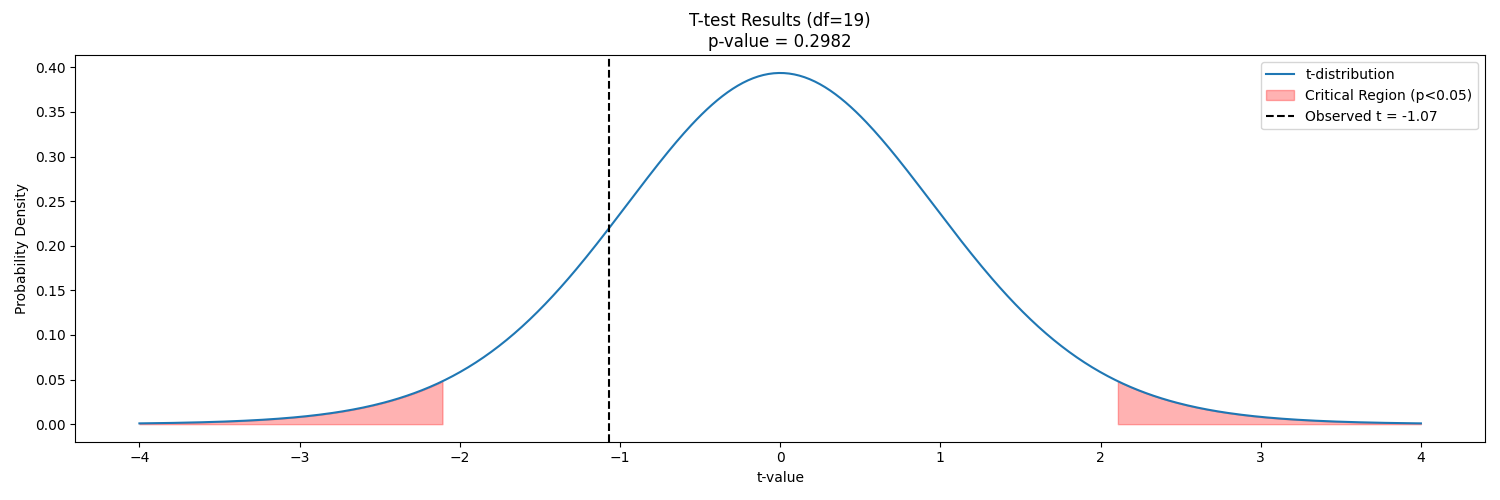 T-test Results (df=19)
p-value = 0.2982
t-distribution
Critical Region (p<0.05)
Observed t = -1.07
Probability Density
0.40
0.35
0.30
0.25
0.20
0.15
0.10
0.05
0.00
−4 −3 −2 −1 0 1 2 3 4
t-value